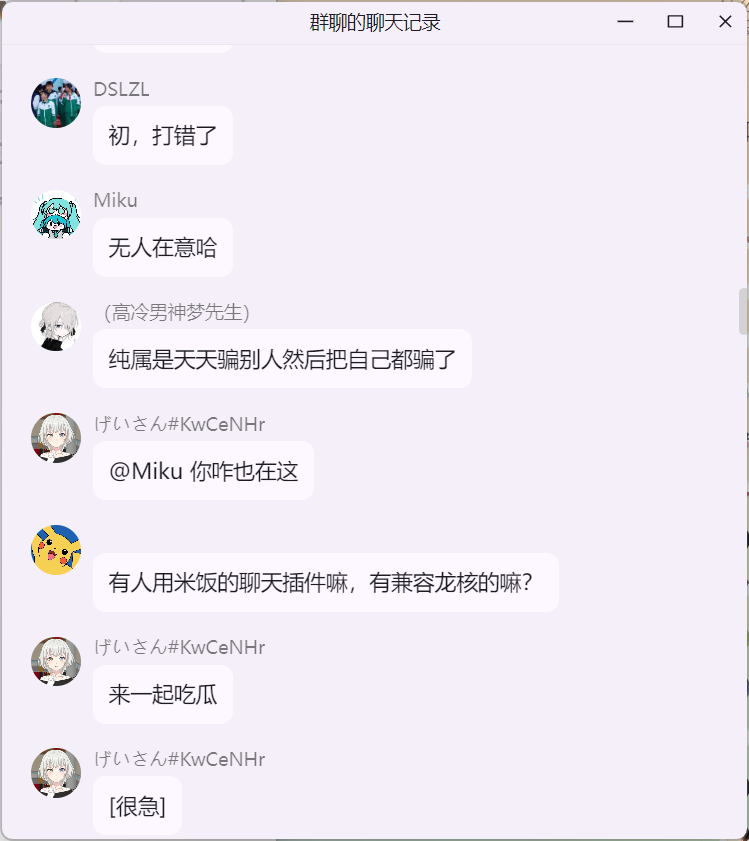 群聊的聊天记录
DSLZL
初，打错了
Miku
无人在意哈
（高冷男神梦先生）
纯属是天天骗别人然后把自己都骗了
げいさん#KwCeNHr
@Miku 你咋也在这
有人用米饭的聊天插件嘛，有兼容龙核的嘛？
げいさん#KwCeNHr
来一起吃瓜
げいさん#KwCeNHr
[很急]